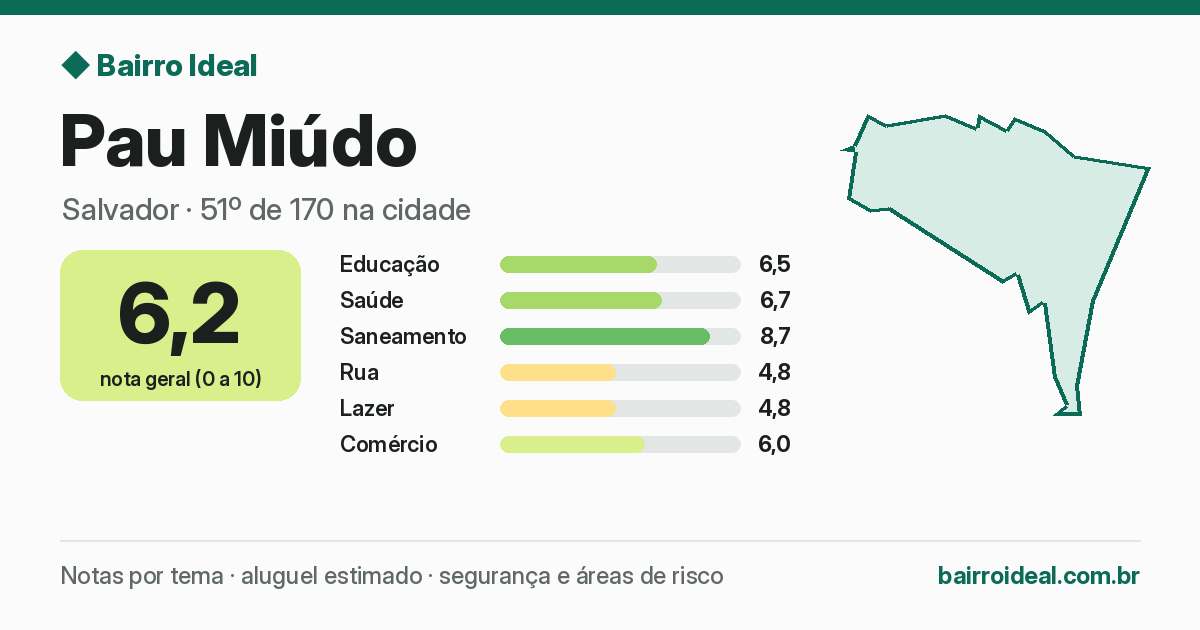 Bairro Ideal
Pau Miúdo
Salvador · 51º de 170 na cidade
6,2
nota geral (0 a 10)
Educação 6,5
Saúde 6,7
Saneamento 8,7
Rua 4,8
Lazer 4,8
Comércio 6,0
Notas por tema · aluguel estimado · segurança e áreas de risco
bairroideal.com.br